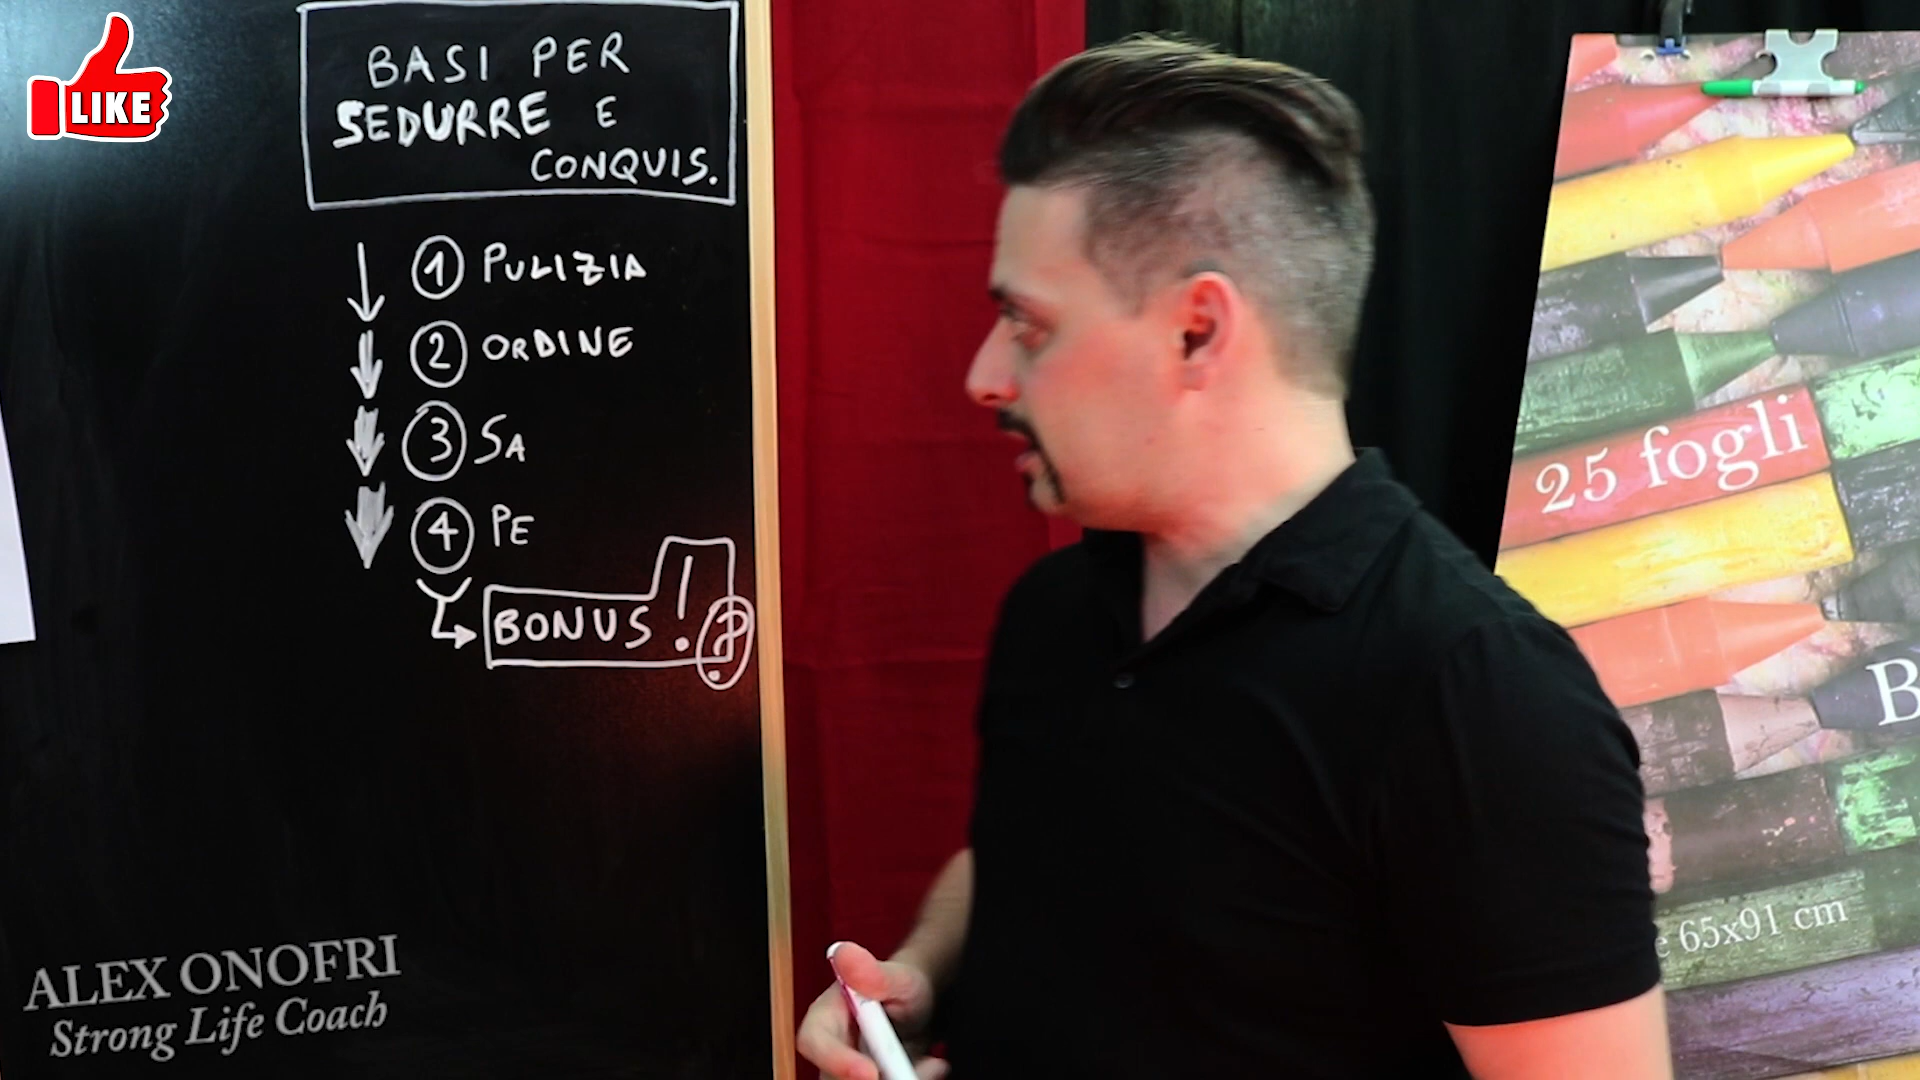 LIKE
BASI PER
SEDURRE E
CONQUIS.
1 PULIZIA
2 ORDINE
3 SA
4 PE
BONUS ! ?
25 fogli
B
e 65x91 cm
ALEX ONOFRI
Strong Life Coach